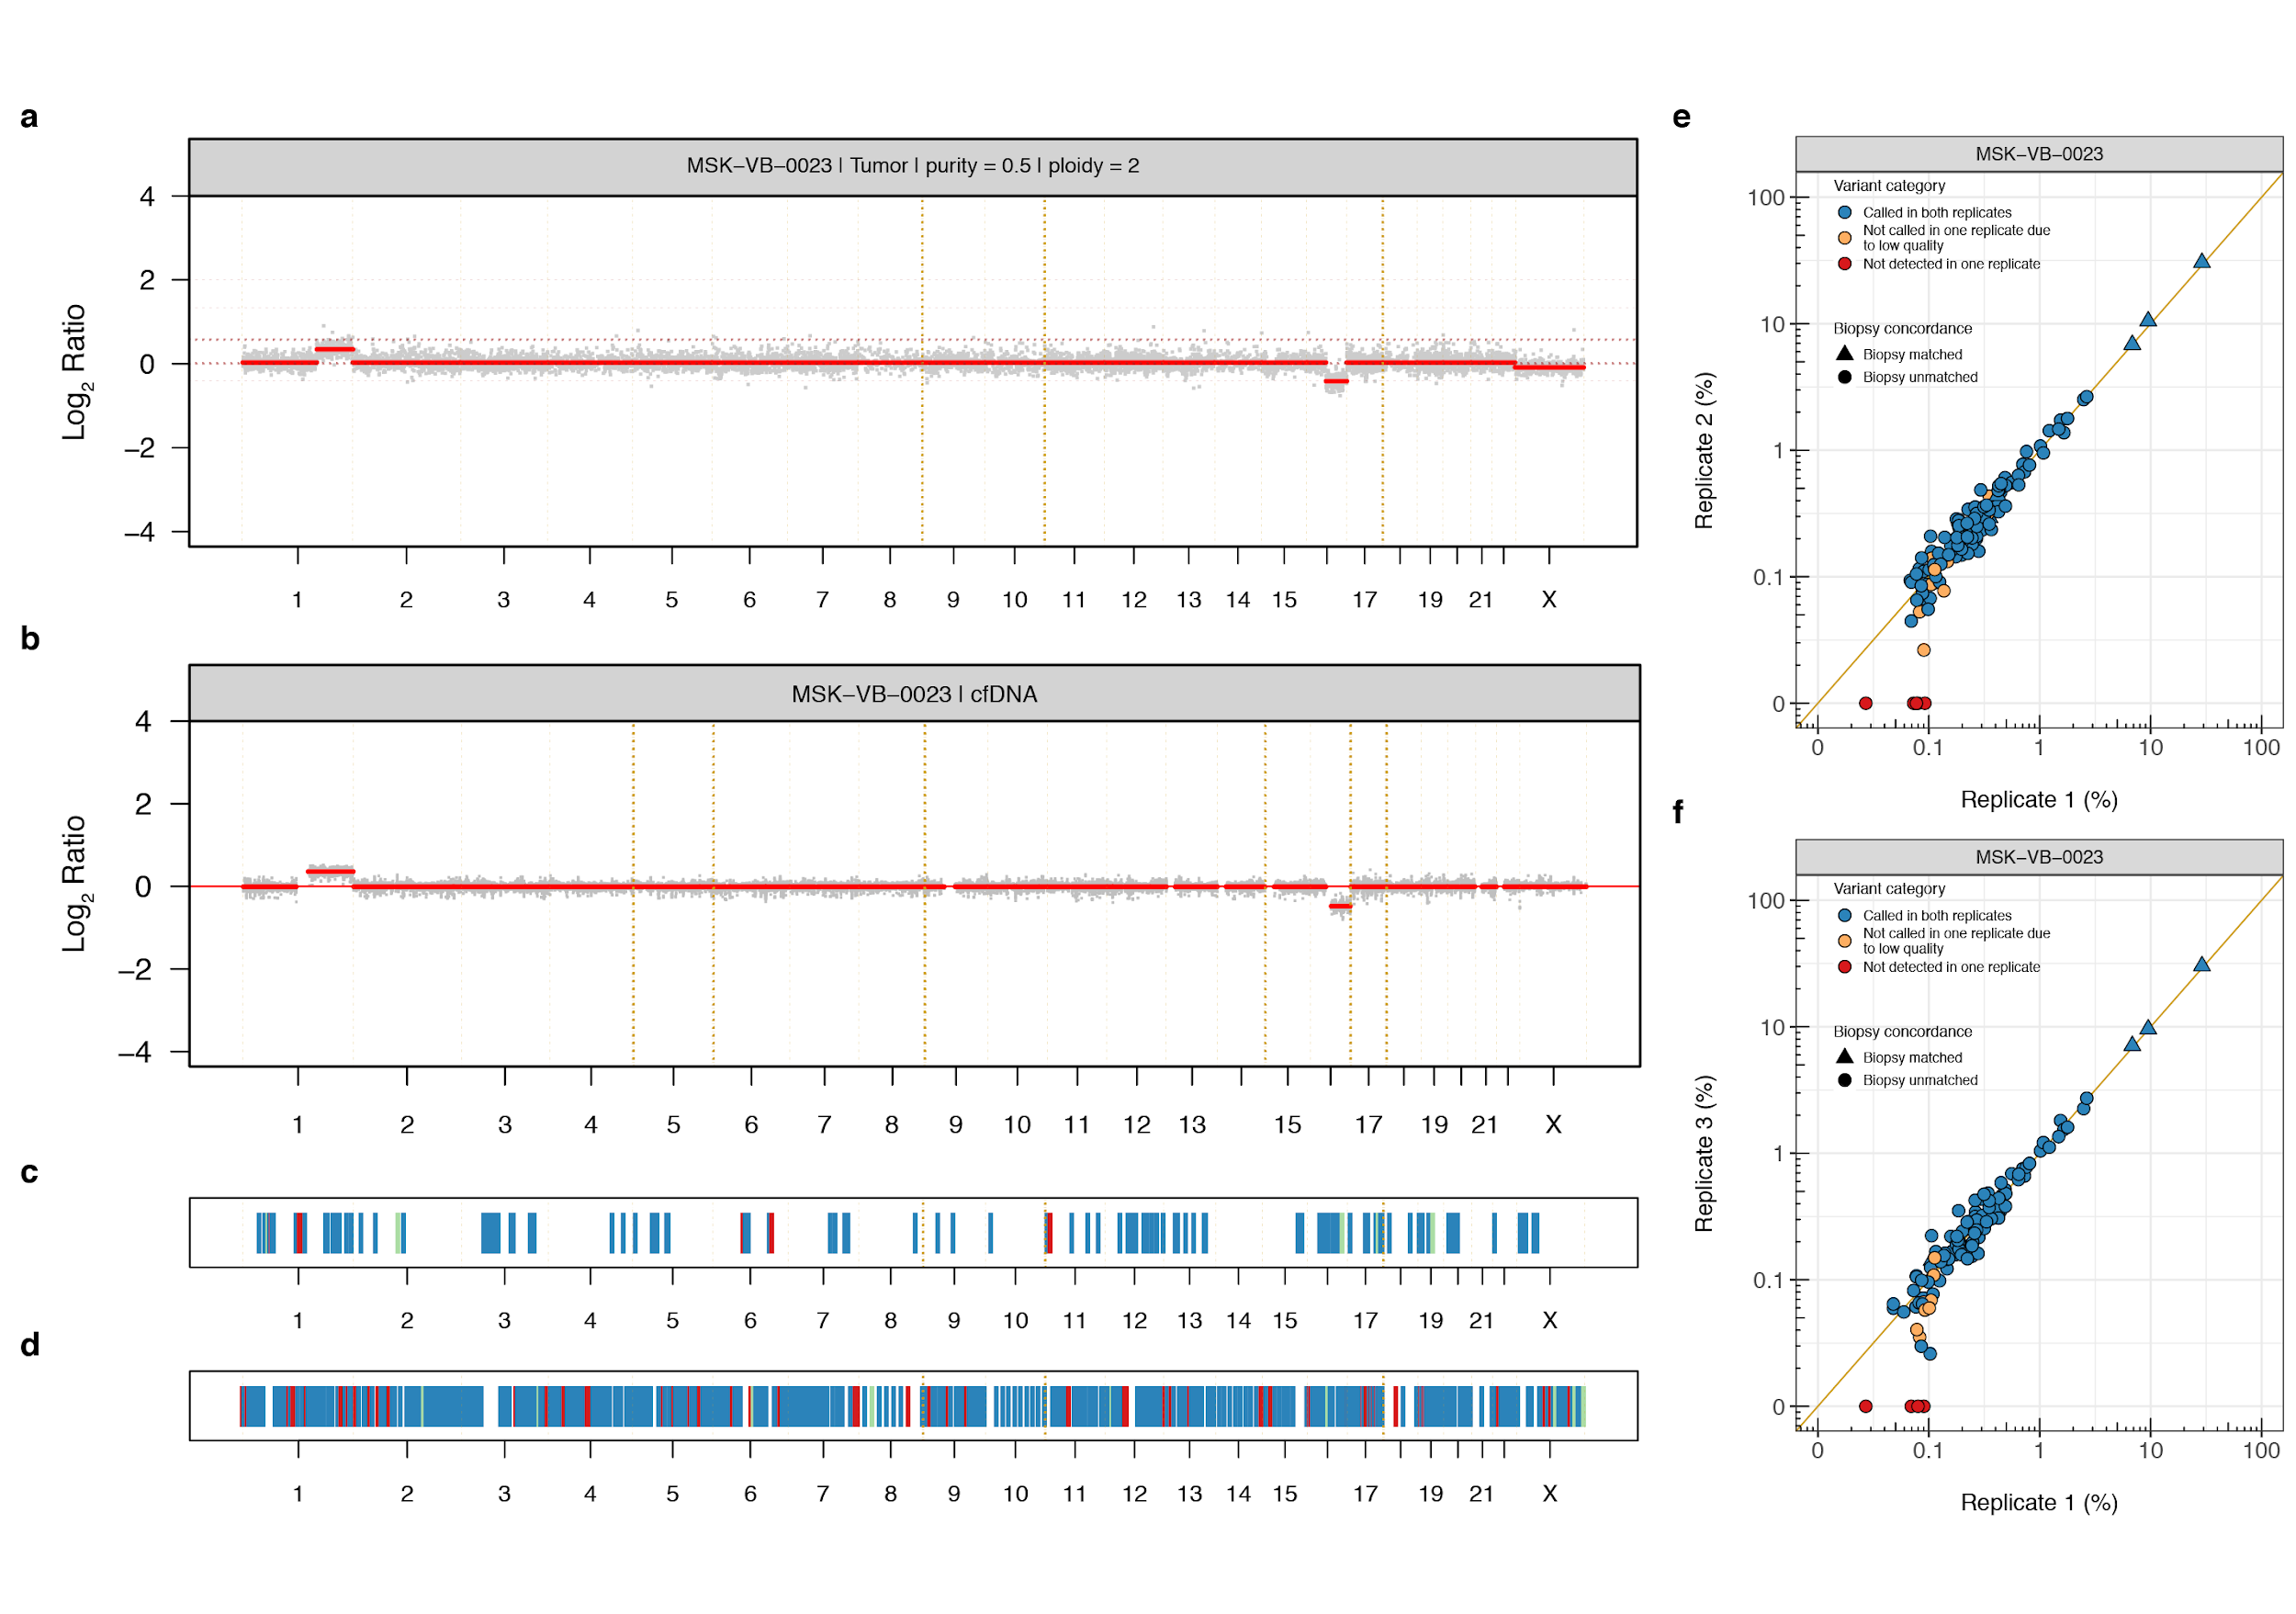 a
MSK–VB–0023 | Tumor | purity = 0.5 | ploidy = 2
4
2
0
−2
−4
Log2 Ratio
1 2 3 4 5 6 7 8 9 10 11 12 13 14 15 17 19 21 X
b
MSK–VB–0023 | cfDNA
4
2
0
−2
−4
Log2 Ratio
1 2 3 4 5 6 7 8 9 10 11 12 13 15 17 19 21 X
c
1 2 3 4 5 6 7 8 9 10 11 12 13 14 15 17 19 21 X
d
1 2 3 4 5 6 7 8 9 10 11 12 13 14 15 17 19 21 X
e
MSK–VB–0023
Variant category
Called in both replicates
Not called in one replicate due
to low quality
Not detected in one replicate
Biopsy concordance
Biopsy matched
Biopsy unmatched
100
10
1
0.1
0
Replicate 2 (%)
0 0.1 1 10 100
Replicate 1 (%)
f
MSK–VB–0023
Variant category
Called in both replicates
Not called in one replicate due
to low quality
Not detected in one replicate
Biopsy concordance
Biopsy matched
Biopsy unmatched
100
10
1
0.1
0
Replicate 3 (%)
0 0.1 1 10 100
Replicate 1 (%)